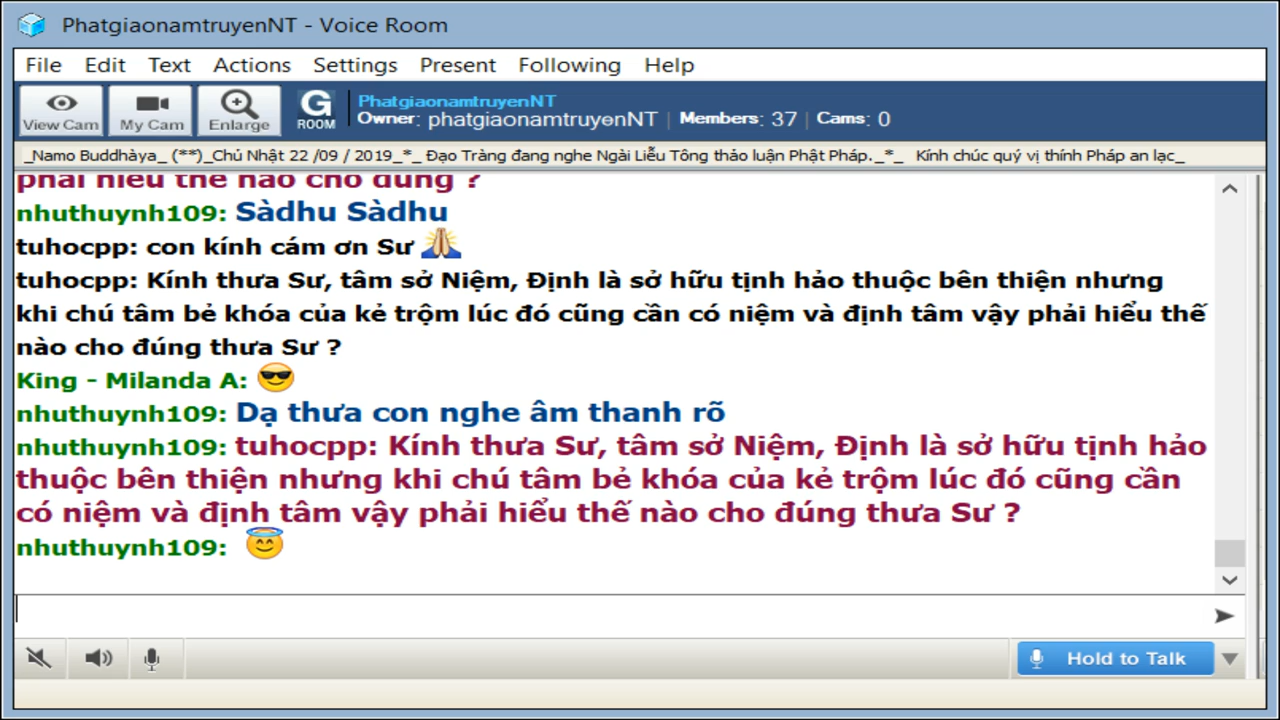 PhatgiaonamtruyenNT - Voice Room
File Edit Text Actions Settings Present Following Help
View Cam My Cam Enlarge G ROOM
PhatgiaonamtruyenNT
Owner: phatgiaonamtruyenNT Members: 37 Cams: 0
_Namo Buddhàya_ (**)_Chủ Nhật 22 /09 / 2019_*_ Đạo Tràng đang nghe Ngài Liễu Tông thảo luận Phật Pháp._*_ Kính chúc quý vị thính Pháp an lạc_
phải hiểu thế nào cho đúng ?
nhuthuynh109: Sàdhu Sàdhu
tuhocpp: con kính cám ơn Sư
tuhocpp: Kính thưa Sư, tâm sở Niệm, Định là sở hữu tịnh hảo thuộc bên thiện nhưng
khi chú tâm bẻ khóa của kẻ trộm lúc đó cũng cần có niệm và định tâm vậy phải hiểu thế
nào cho đúng thưa Sư ?
King - Milanda A:
nhuthuynh109: Dạ thưa con nghe âm thanh rõ
nhuthuynh109: tuhocpp: Kính thưa Sư, tâm sở Niệm, Định là sở hữu tịnh hảo
thuộc bên thiện nhưng khi chú tâm bẻ khóa của kẻ trộm lúc đó cũng cần
có niệm và định tâm vậy phải hiểu thế nào cho đúng thưa Sư ?
nhuthuynh109:
Hold to Talk